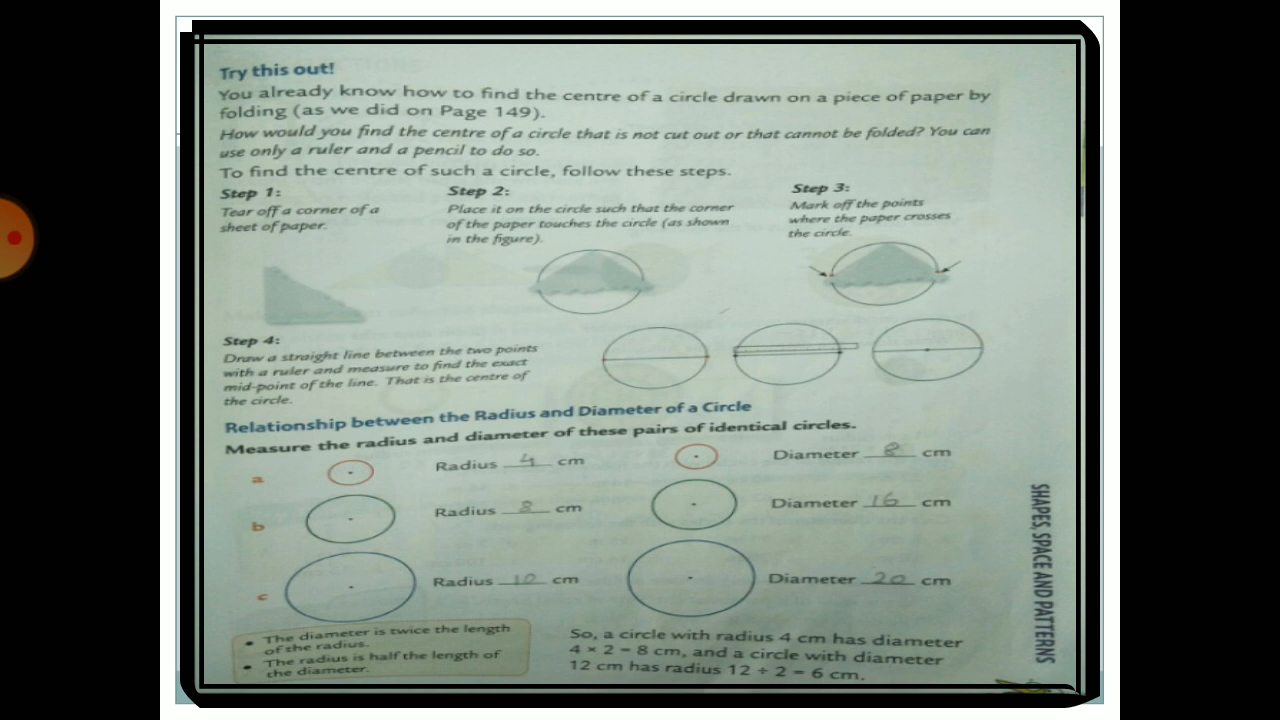 Try this out!
You already know how to find the centre of a circle drawn on a piece of paper by
folding (as we did on Page 149).
How would you find the centre of a circle that is not cut out or that cannot be folded? You can
use only a ruler and a pencil to do so.
To find the centre of such a circle, follow these steps.
Step 1:
Tear off a corner of a
sheet of paper.
Step 2:
Place it on the circle such that the corner
of the paper touches the circle (as shown
in the figure).
Step 3:
Mark off the points
where the paper crosses
the circle.
Step 4:
Draw a straight line between the two points
with a ruler and measure to find the exact
mid-point of the line. That is the centre of
the circle.
Relationship between the Radius and Diameter of a Circle
Measure the radius and diameter of these pairs of identical circles.
a Radius 4 cm Diameter 8 cm
b Radius 8 cm Diameter 16 cm
c Radius 10 cm Diameter 20 cm
• The diameter is twice the length
of the radius.
• The radius is half the length of
the diameter.
So, a circle with radius 4 cm has diameter
4 × 2 = 8 cm, and a circle with diameter
12 cm has radius 12 ÷ 2 = 6 cm.
SHAPES, SPACE AND PATTERNS